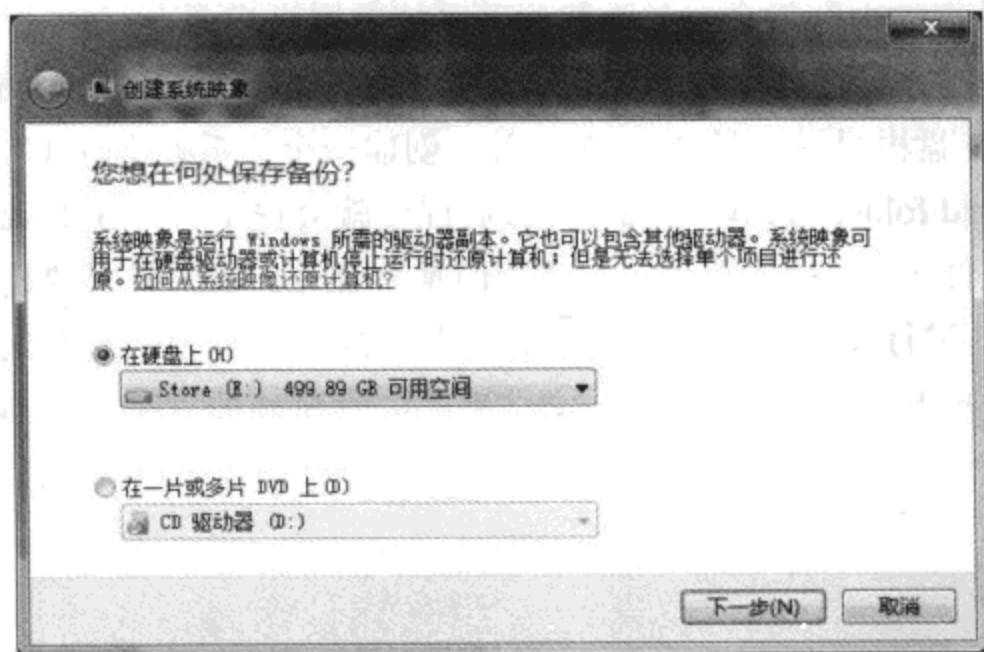 创建系统映象
您想在何处保存备份?
系统映象是运行 Windows 所需的驱动器副本。它也可以包含其他驱动器。系统映象可
用于在硬盘驱动器或计算机停止运行时还原计算机；但是无法选择单个项目进行还
原。如何从系统映像还原计算机?
在硬盘上(H)
Store (E:) 499.89 GB 可用空间
在一片或多片 DVD 上(D)
CD 驱动器 (D:)
下一步(N)
取消